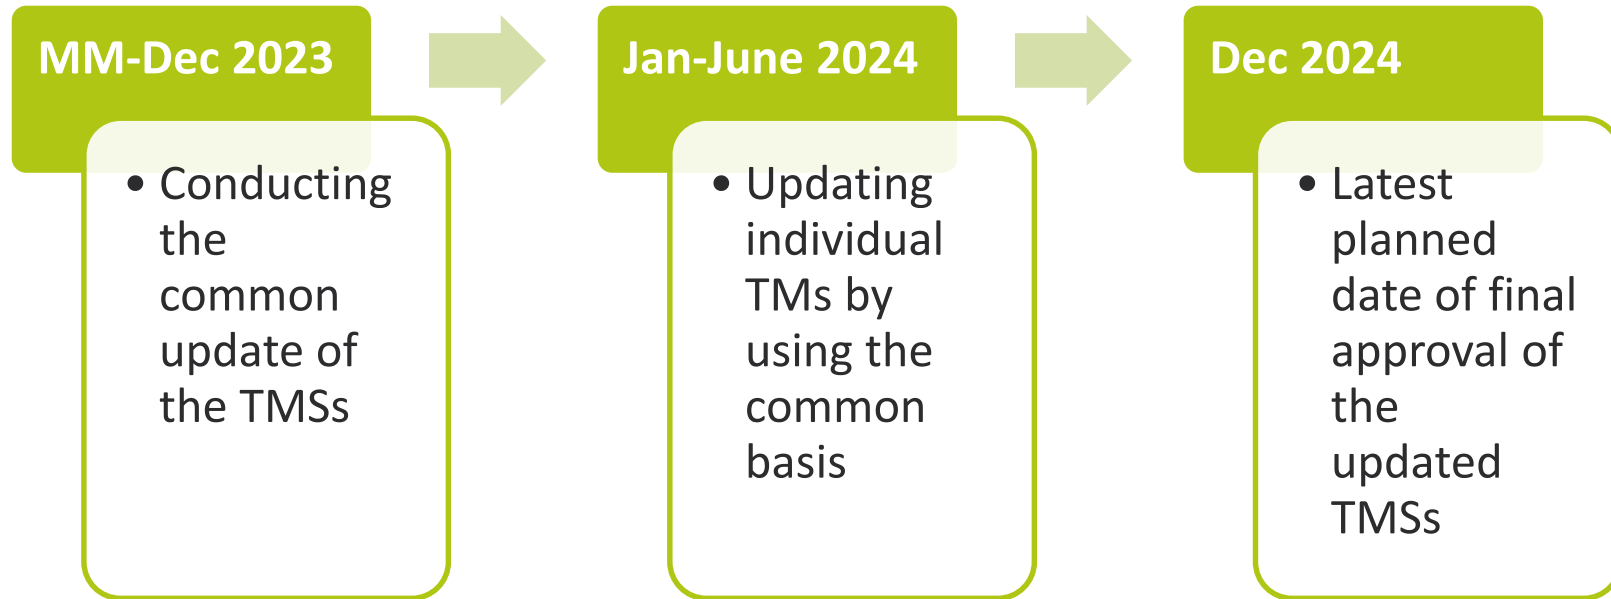 MM-Dec 2023
• Conducting
the
common
update of
the TMSs
Jan-June 2024
• Updating
individual
TMs by
using the
common
basis
Dec 2024
• Latest
planned
date of final
approval of
the
updated
TMSs